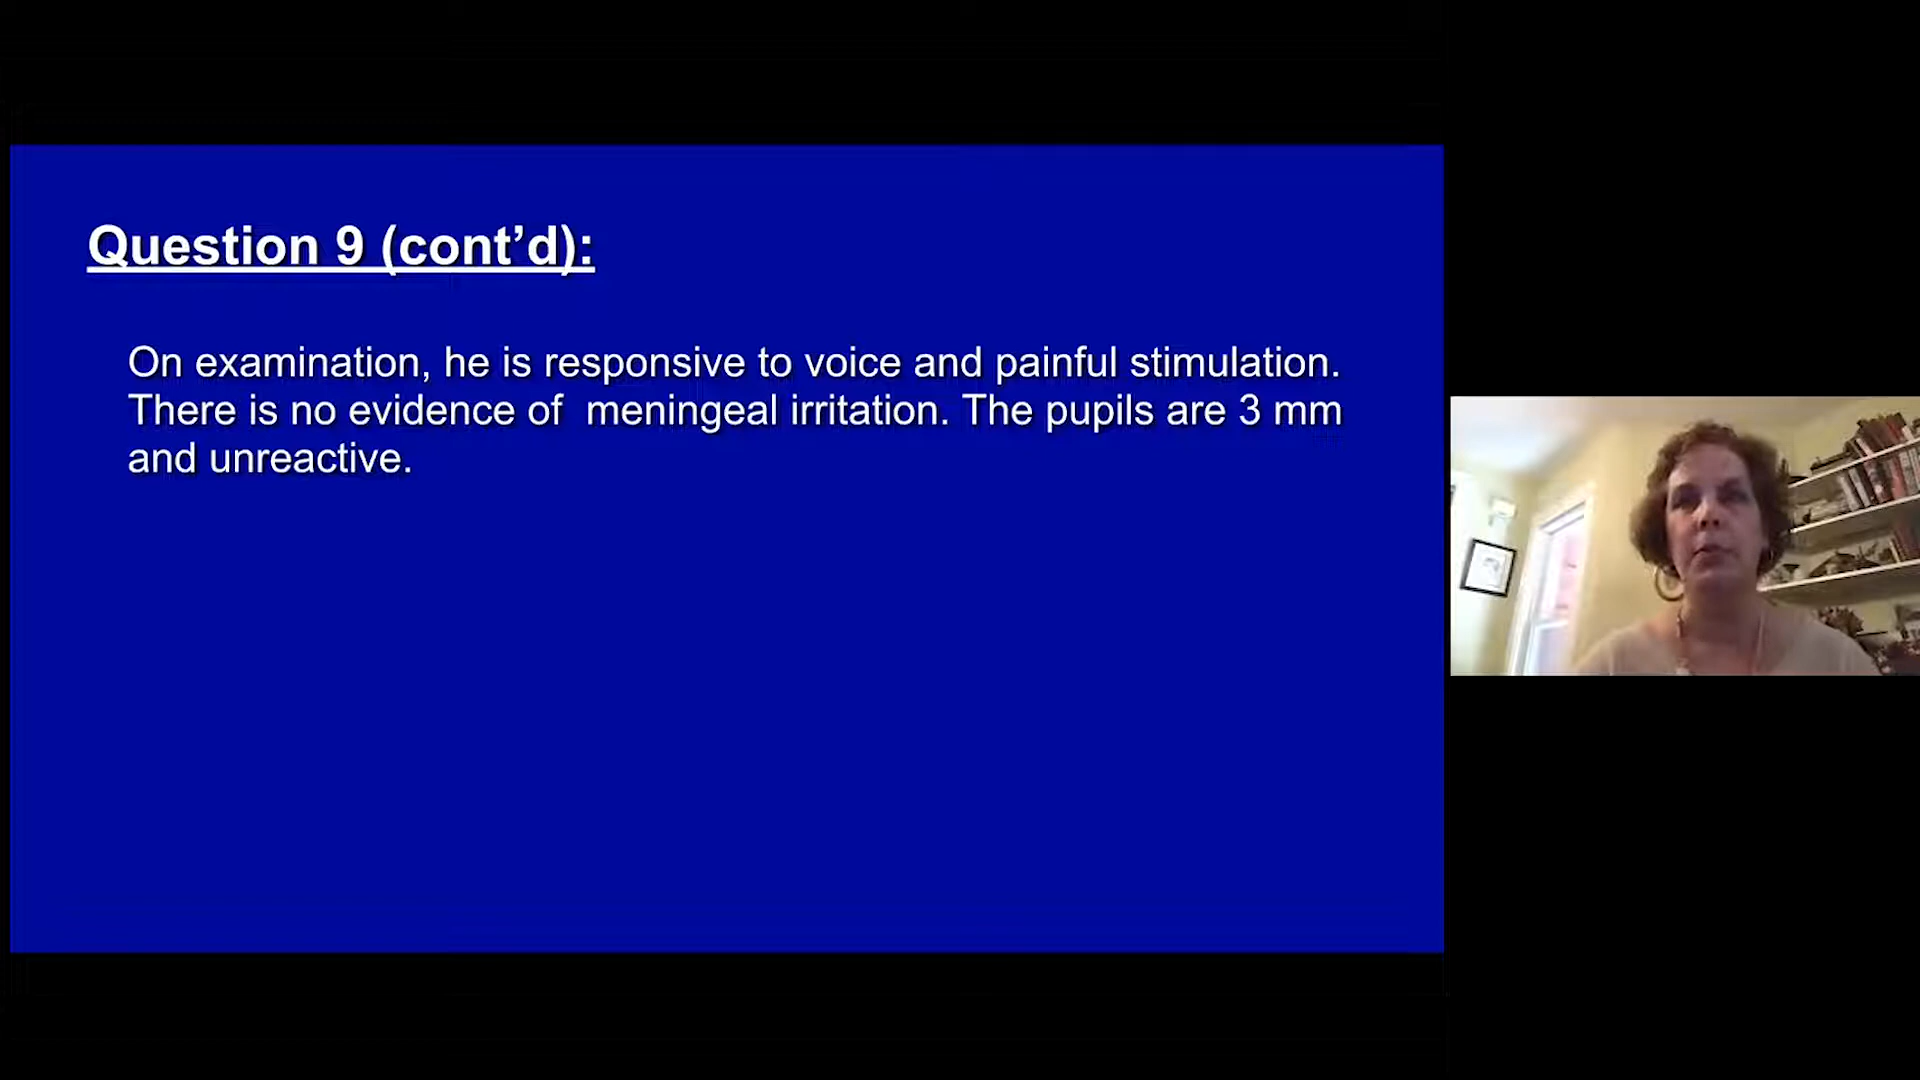 Question 9 (cont’d):
On examination, he is responsive to voice and painful stimulation.
There is no evidence of  meningeal irritation. The pupils are 3 mm
and unreactive.